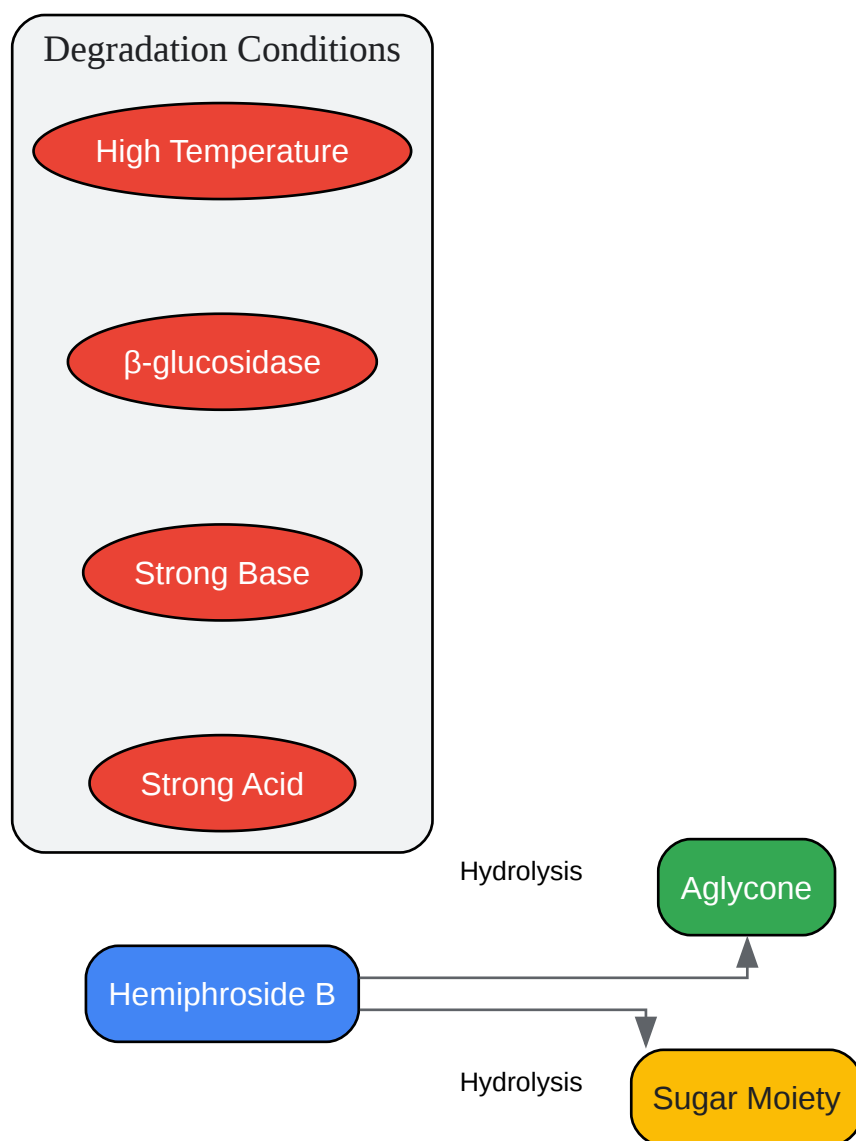 Degradation Conditions
High Temperature
β-glucosidase
Strong Base
Strong Acid
Hydrolysis
Aglycone
Hemiphroside B
Hydrolysis
Sugar Moiety